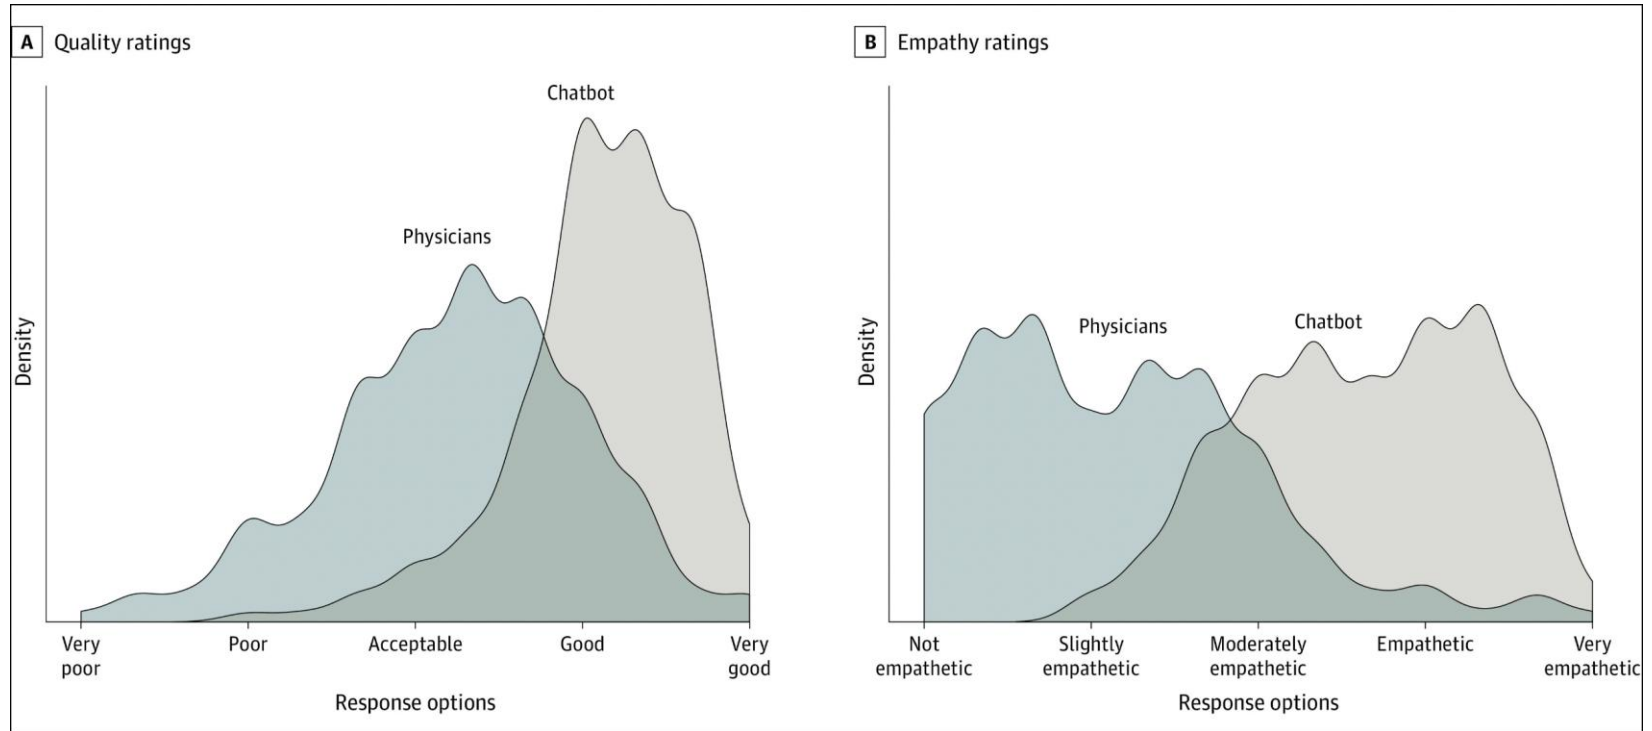 A Quality ratings
Chatbot
Physicians
Density
Very poor
Poor
Acceptable
Good
Very good
Response options
B Empathy ratings
Physicians
Chatbot
Density
Not empathetic
Slightly empathetic
Moderately empathetic
Empathetic
Very empathetic
Response options